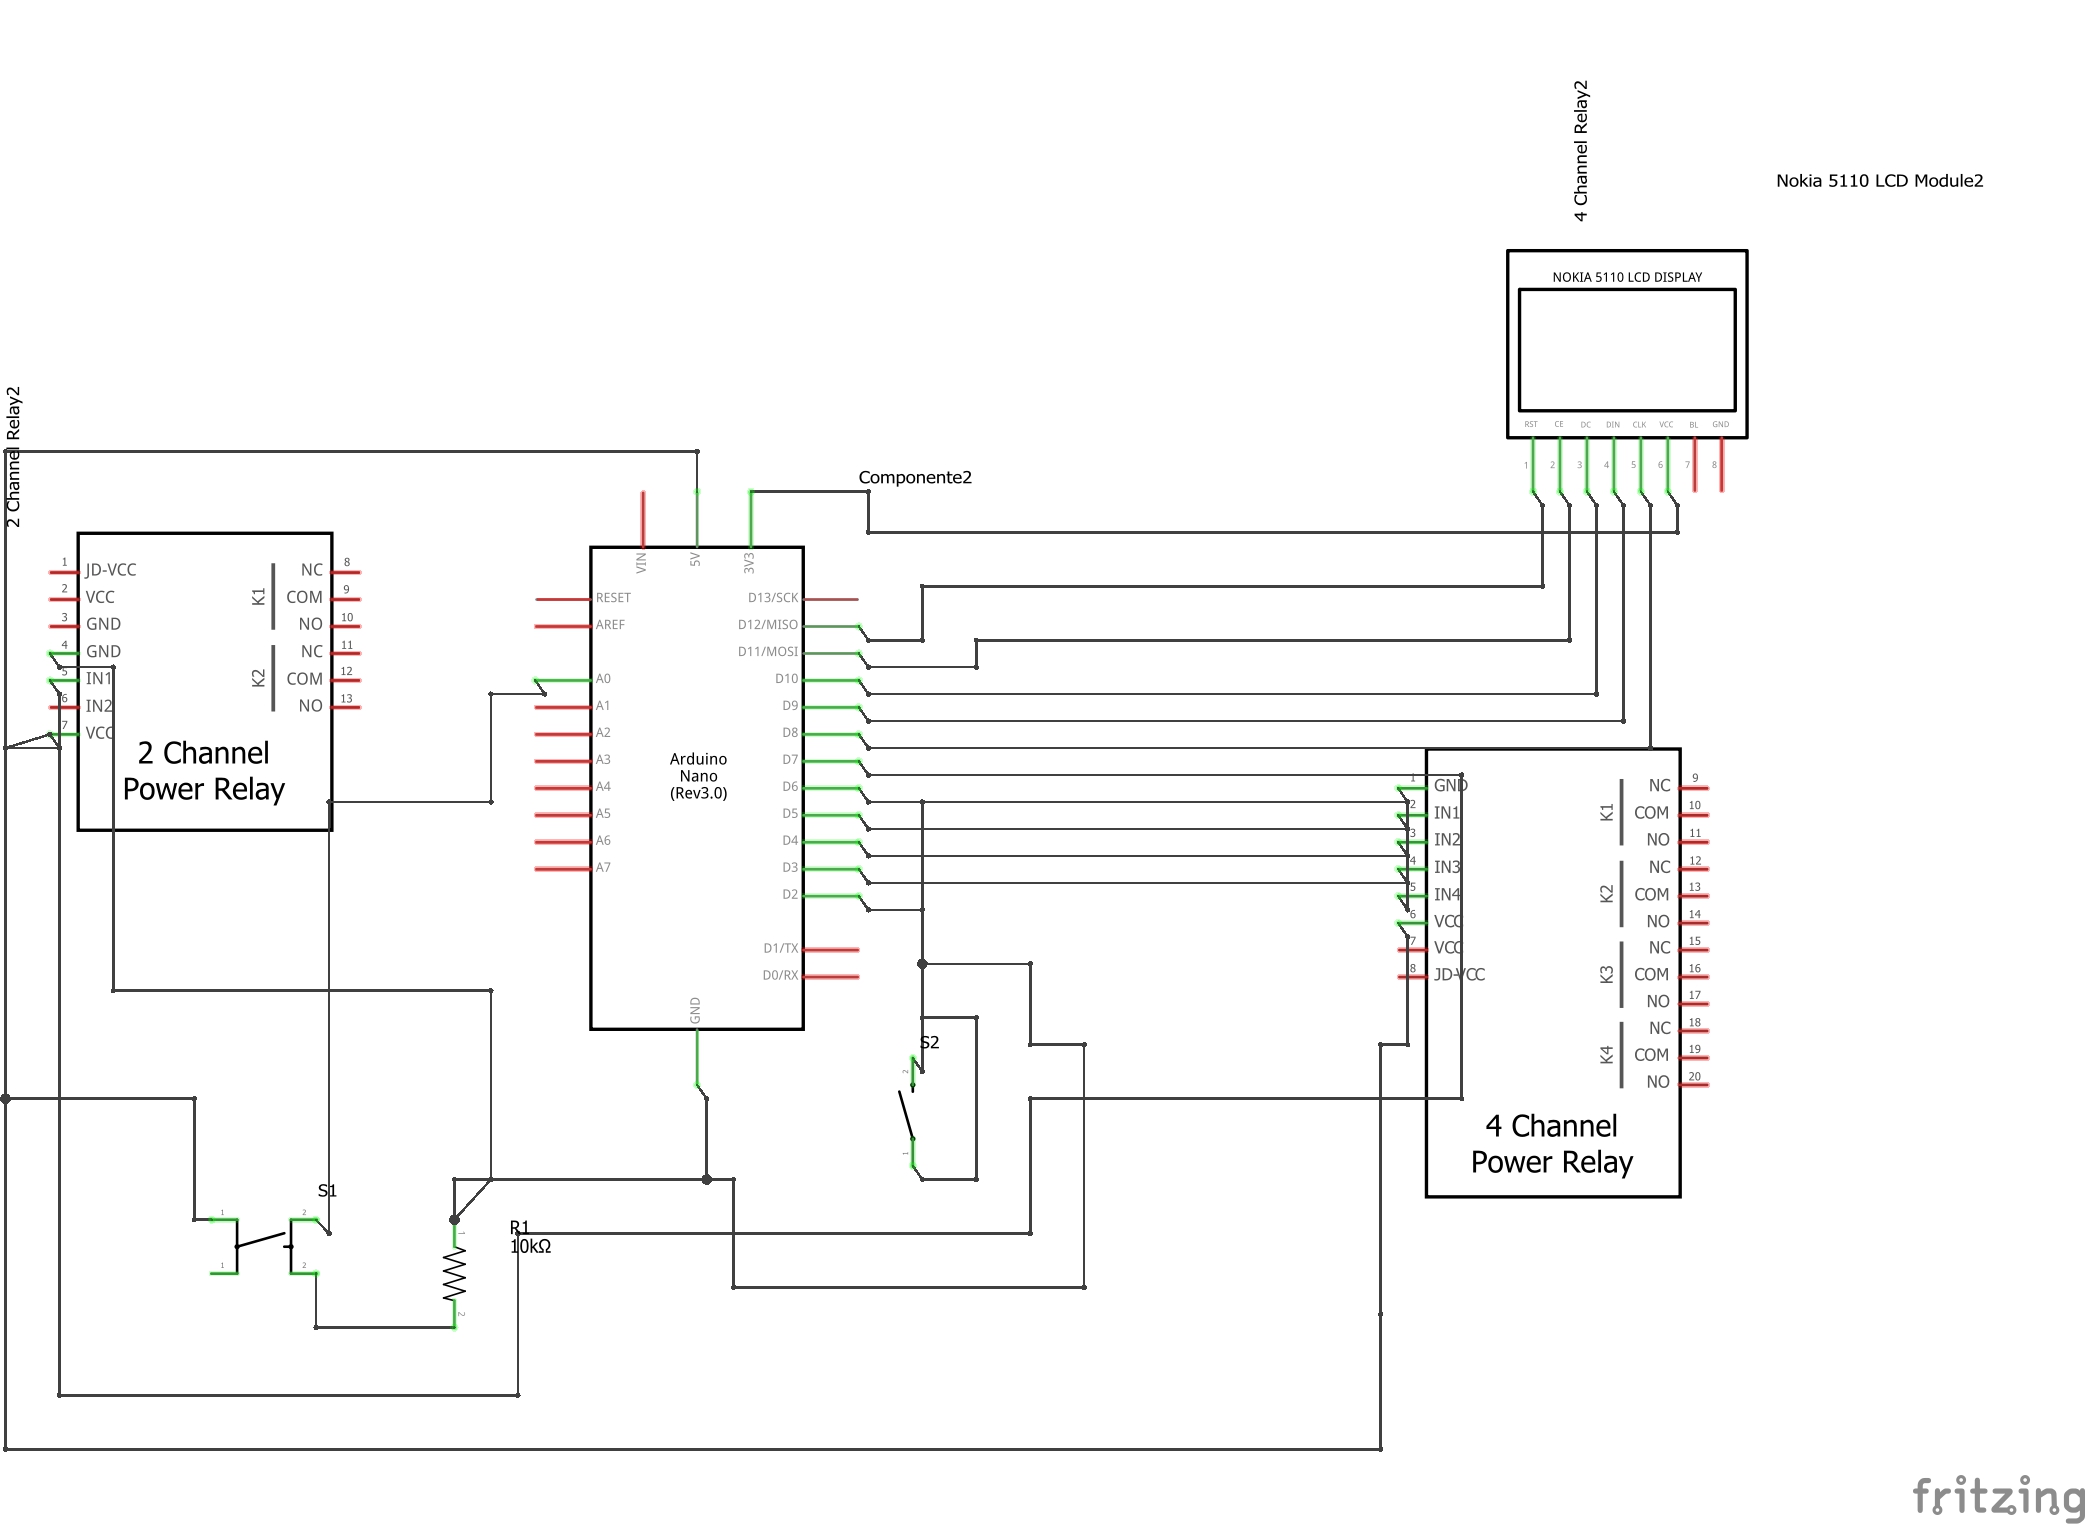 4 Channel Relay2
Nokia 5110 LCD Module2
NOKIA 5110 LCD DISPLAY
RST CE DC DIN CLK VCC BL GND
1 2 3 4 5 6 7 8
2 Channel Relay2
Componente2
1 JD-VCC
2 VCC
3 GND
4 GND
5 IN1
6 IN2
7 VCC
K1
K2
NC 8
COM 9
NO 10
NC 11
COM 12
NO 13
2 Channel
Power Relay
VIN 5V 3V3
RESET
AREF
A0
A1
A2
A3
A4
A5
A6
A7
Arduino
Nano
(Rev3.0)
D13/SCK
D12/MISO
D11/MOSI
D10
D9
D8
D7
D6
D5
D4
D3
D2
D1/TX
D0/RX
GND
1 GND
2 IN1
3 IN2
4 IN3
5 IN4
6 VCC
7 VCC
8 JD-VCC
K1
K2
K3
K4
NC 9
COM 10
NO 11
NC 12
COM 13
NO 14
NC 15
COM 16
NO 17
NC 18
COM 19
NO 20
4 Channel
Power Relay
S2
2
1
S1
1 2
1 2
R1
10kΩ
1
2
fritzing